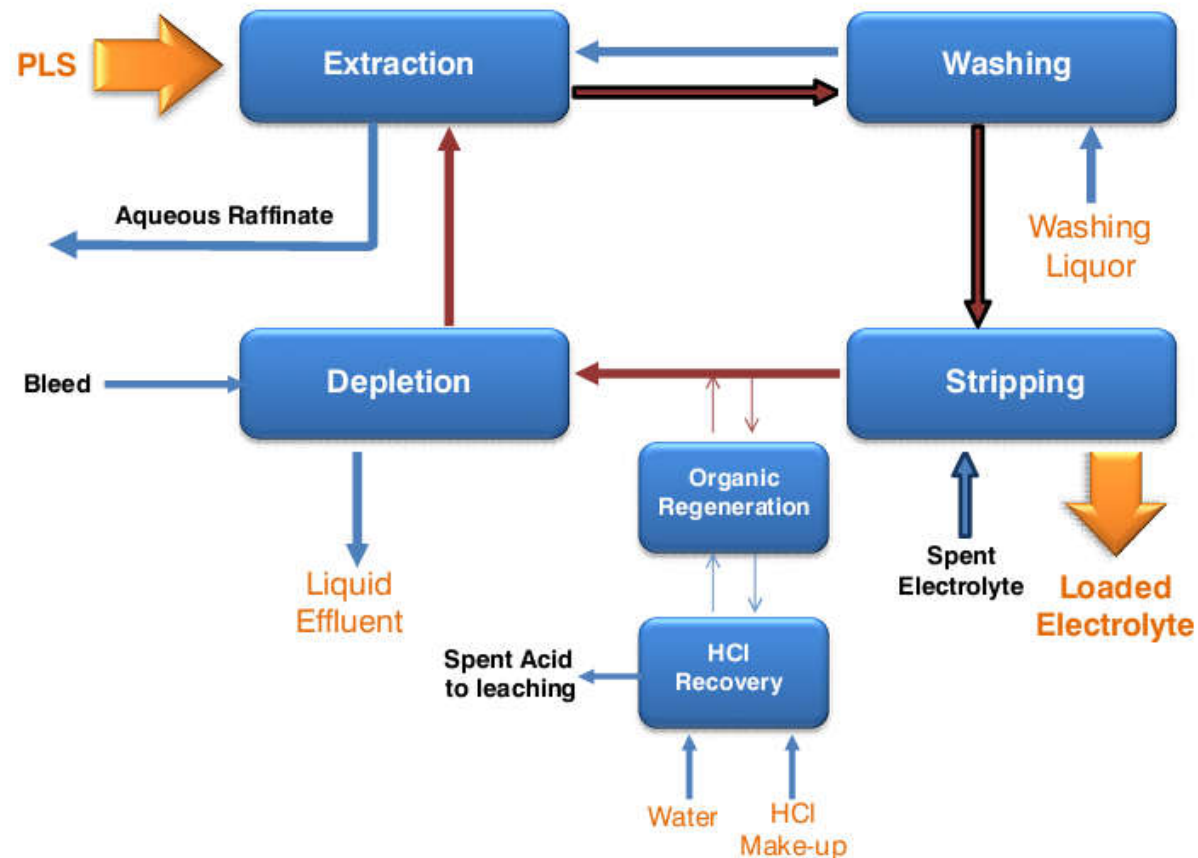 PLS
Extraction
Washing
Aqueous Raffinate
Washing
Liquor
Bleed
Depletion
Stripping
Organic
Regeneration
Liquid
Effluent
Spent
Electrolyte
Loaded
Electrolyte
Spent Acid
to leaching
HCl
Recovery
Water
HCl
Make-up